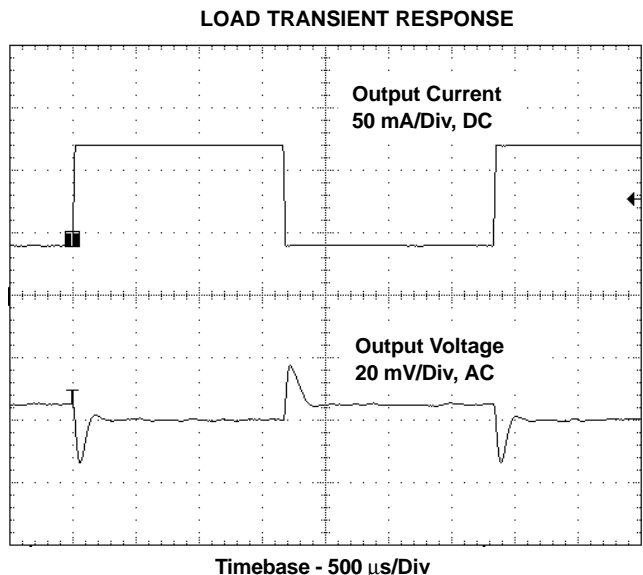 LOAD TRANSIENT RESPONSE
Output Current
50 mA/Div, DC
Output Voltage
20 mV/Div, AC
Timebase - 500 µs/Div